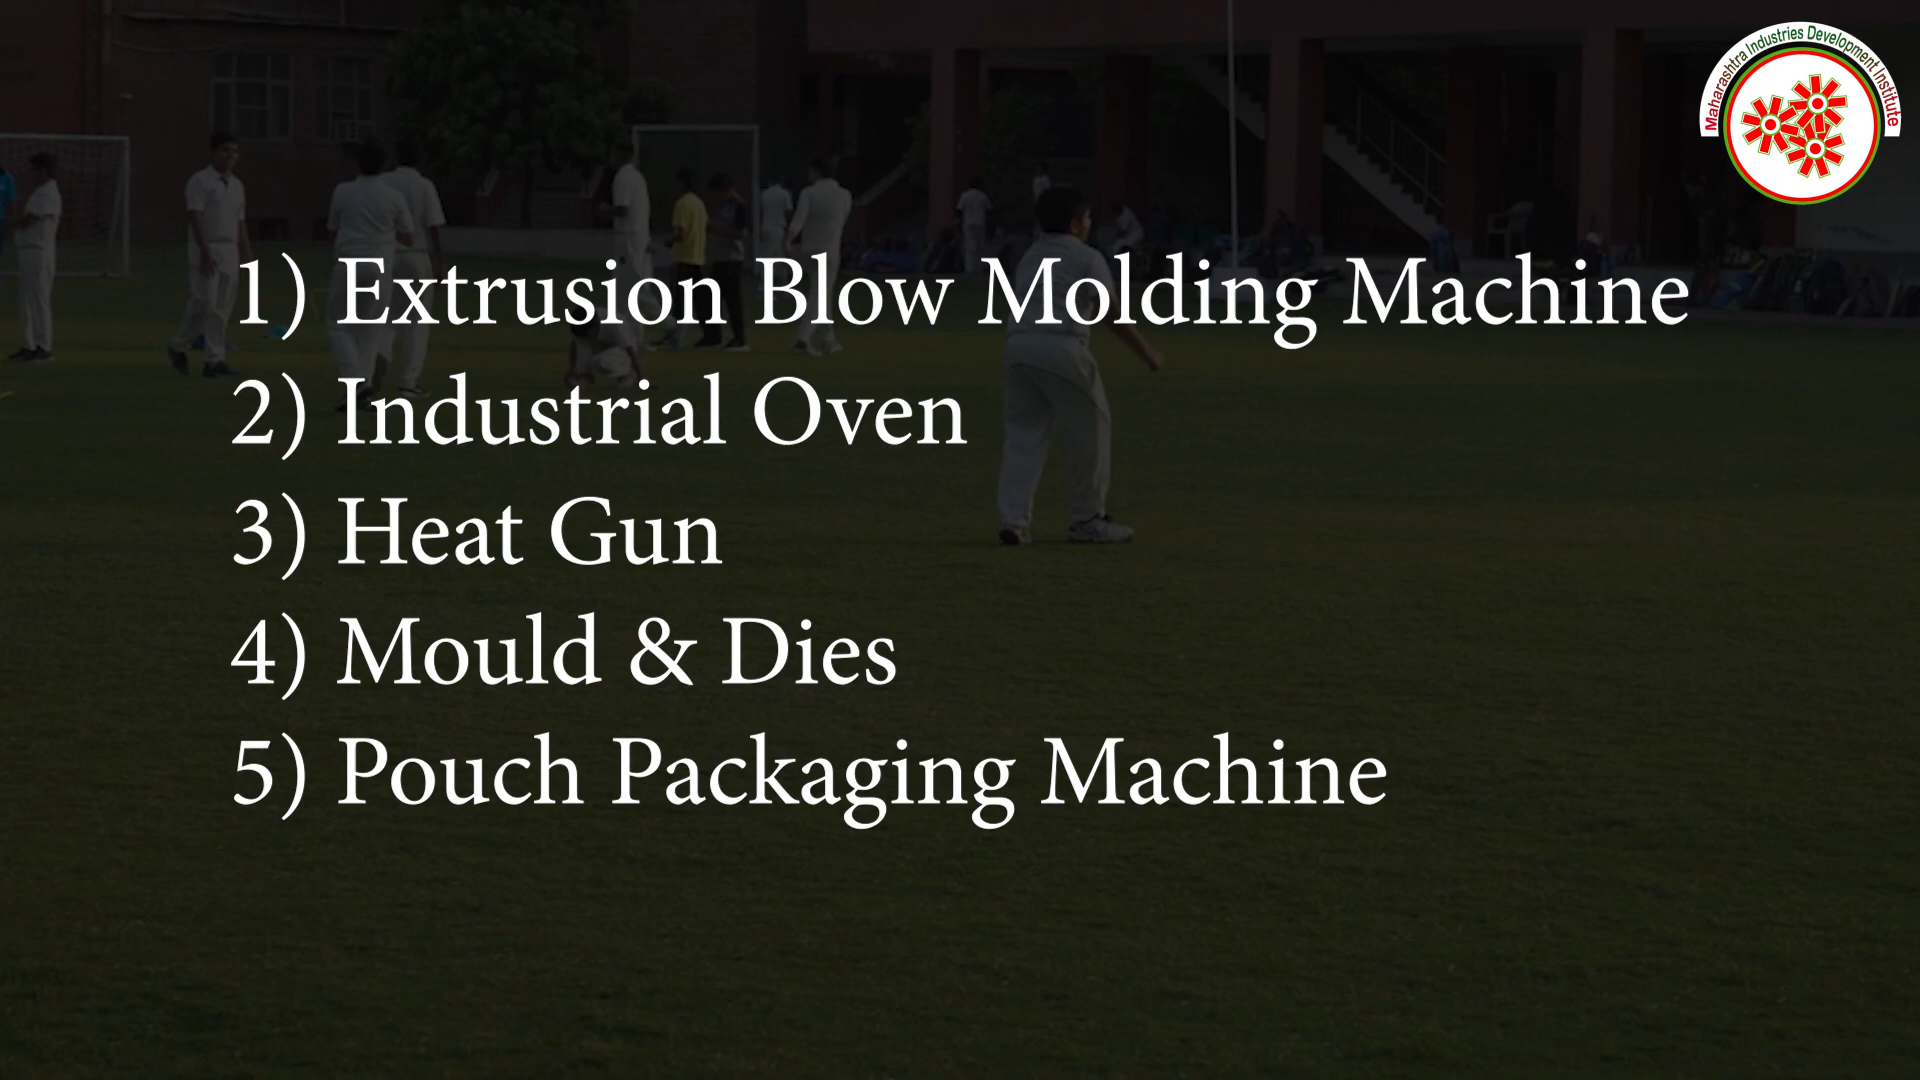 Maharashtra Industries Development Institute
1) Extrusion Blow Molding Machine
2) Industrial Oven
3) Heat Gun
4) Mould & Dies
5) Pouch Packaging Machine